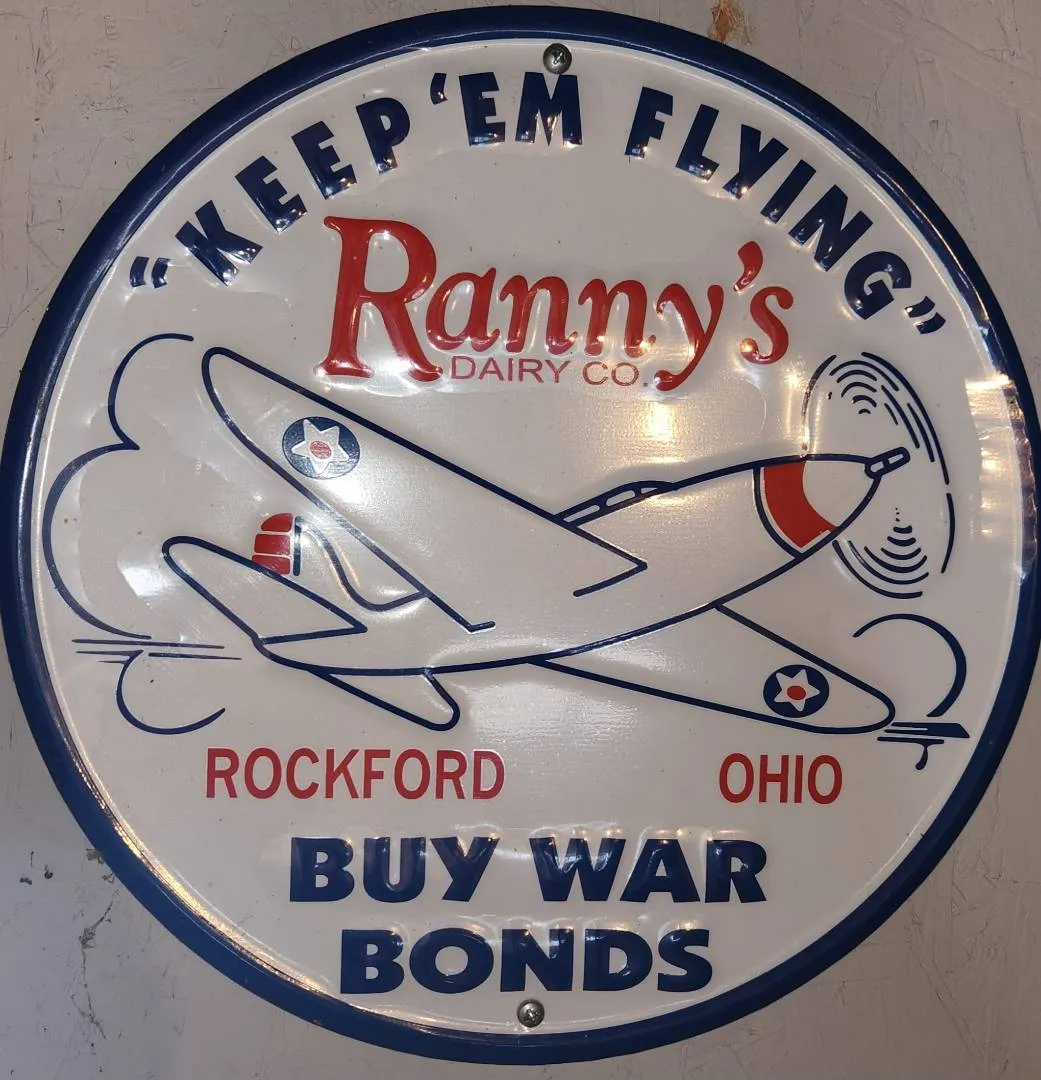 “KEEP ‘EM FLYING”
Ranny’s
DAIRY CO.
ROCKFORD OHIO
BUY WAR
BONDS